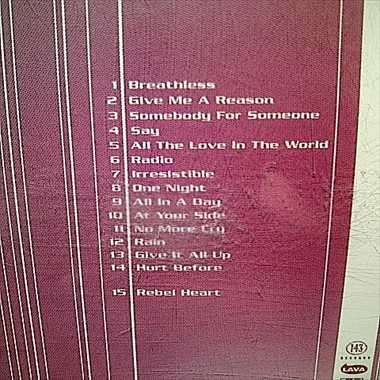 1 Breathless
2 Give Me A Reason
3 Somebody For Someone
4 Say
5 All The Love In The World
6 Radio
7 Irresistible
8 One Night
9 All In A Day
10 At Your Side
11 No More Cry
12 Rain
13 Give It All Up
14 Hurt Before
15 Rebel Heart
143
RECORDS
LAVA